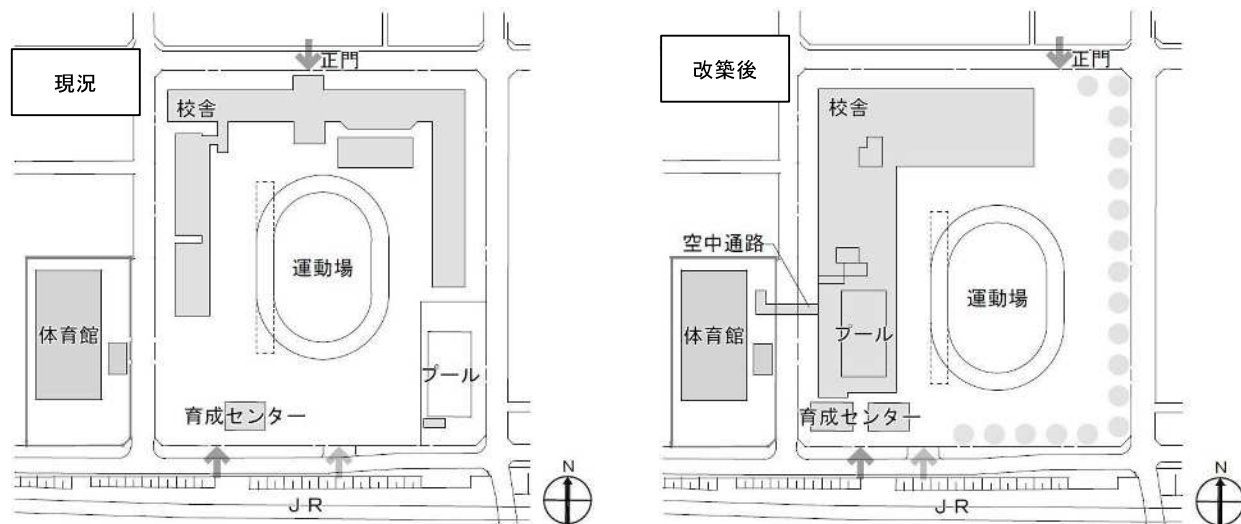 現況
正門
校舎
運動場
体育館
プール
育成センター
JR
N
改築後
正門
校舎
空中通路
運動場
体育館
プール
育成センター
JR
N